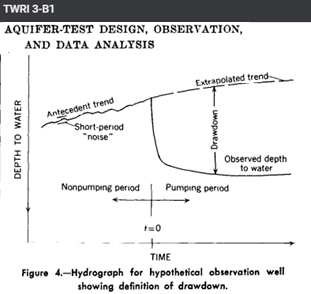 TWRI 3-B1
AQUIFER-TEST DESIGN, OBSERVATION,
AND DATA ANALYSIS
Extrapolated trend
Antecedent trend
Short-period
"noise"
DEPTH TO WATER
Drawdown
Observed depth
to water
Nonpumping period
Pumping period
t=0
TIME
Figure 4.—Hydrograph for hypothetical observation well
showing definition of drawdown.